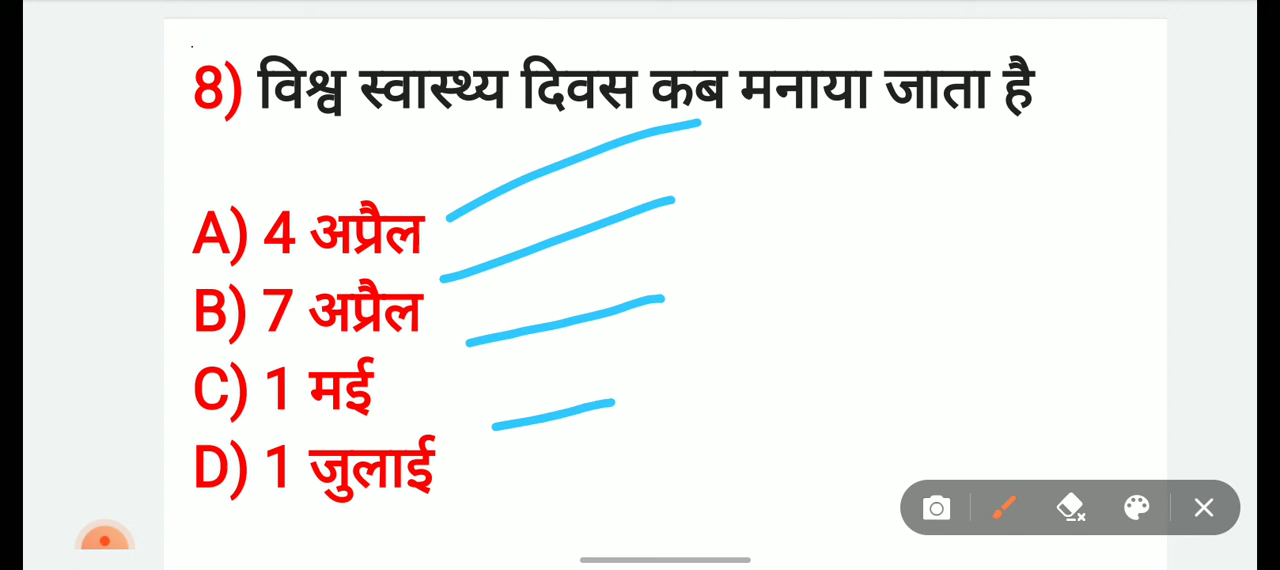 8) विश्व स्वास्थ्य दिवस कब मनाया जाता है
A) 4 अप्रैल
B) 7 अप्रैल
C) 1 मई
D) 1 जुलाई